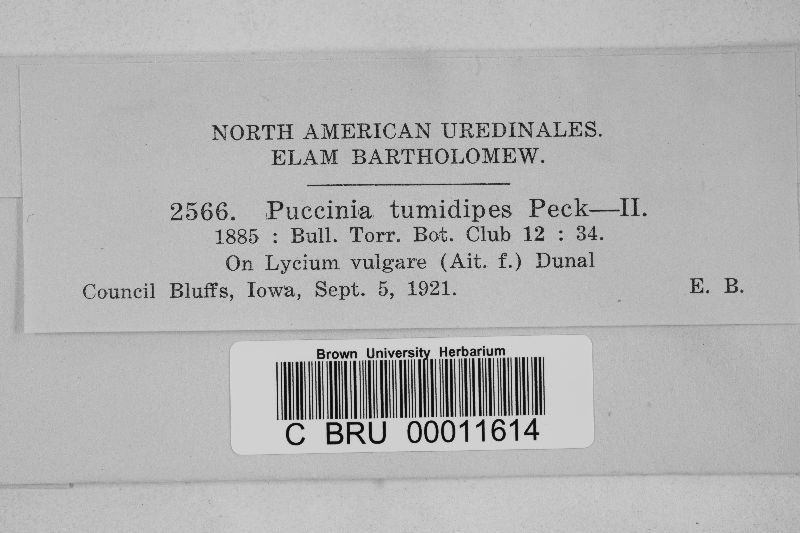 NORTH AMERICAN UREDINALES.
ELAM BARTHOLOMEW.
2566. Puccinia tumidipes Peck—II.
1885 : Bull. Torr. Bot. Club 12 : 34.
On Lycium vulgare (Ait. f.) Dunal
Council Bluffs, Iowa, Sept. 5, 1921. E. B.
Brown University Herbarium
C BRU 00011614